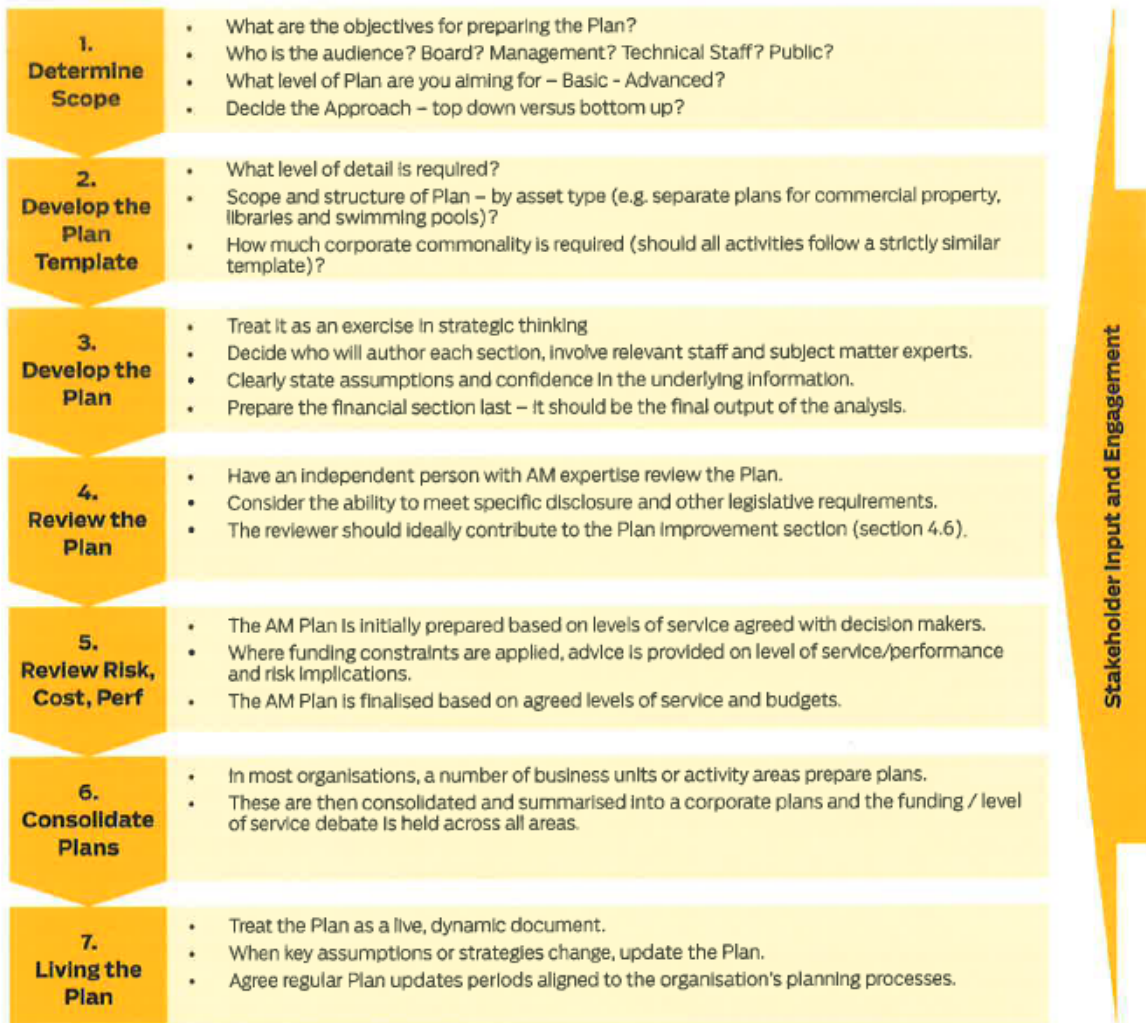 1.
Determine
Scope
• What are the objectives for preparing the Plan?
• Who is the audience? Board? Management? Technical Staff? Public?
• What level of Plan are you aiming for – Basic - Advanced?
• Decide the Approach – top down versus bottom up?
2.
Develop the
Plan
Template
• What level of detail is required?
• Scope and structure of Plan – by asset type (e.g. separate plans for commercial property,
libraries and swimming pools)?
• How much corporate commonality is required (should all activities follow a strictly similar
template)?
3.
Develop the
Plan
• Treat it as an exercise in strategic thinking
• Decide who will author each section, involve relevant staff and subject matter experts.
• Clearly state assumptions and confidence in the underlying information.
• Prepare the financial section last – it should be the final output of the analysis.
4.
Review the
Plan
• Have an independent person with AM expertise review the Plan.
• Consider the ability to meet specific disclosure and other legislative requirements.
• The reviewer should ideally contribute to the Plan Improvement section (section 4.6).
5.
Review Risk,
Cost, Perf
• The AM Plan is initially prepared based on levels of service agreed with decision makers.
• Where funding constraints are applied, advice is provided on level of service/performance
and risk implications.
• The AM Plan is finalised based on agreed levels of service and budgets.
6.
Consolidate
Plans
• In most organisations, a number of business units or activity areas prepare plans.
• These are then consolidated and summarised into a corporate plans and the funding / level
of service debate is held across all areas.
7.
Living the
Plan
• Treat the Plan as a live, dynamic document.
• When key assumptions or strategies change, update the Plan.
• Agree regular Plan updates periods aligned to the organisation's planning processes.
Stakeholder Input and Engagement